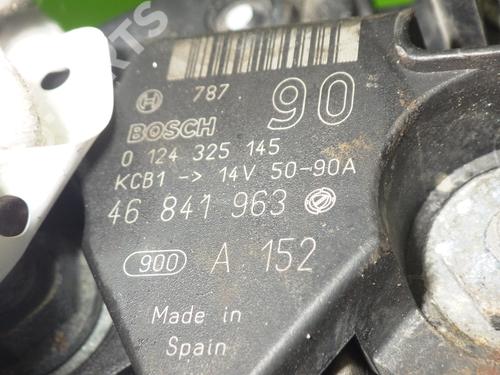 PARTS
787
90
BOSCH
0 124 325 145
KCB1 -> 14V 50-90A
46 841 963
900 A 152
Made in
Spain